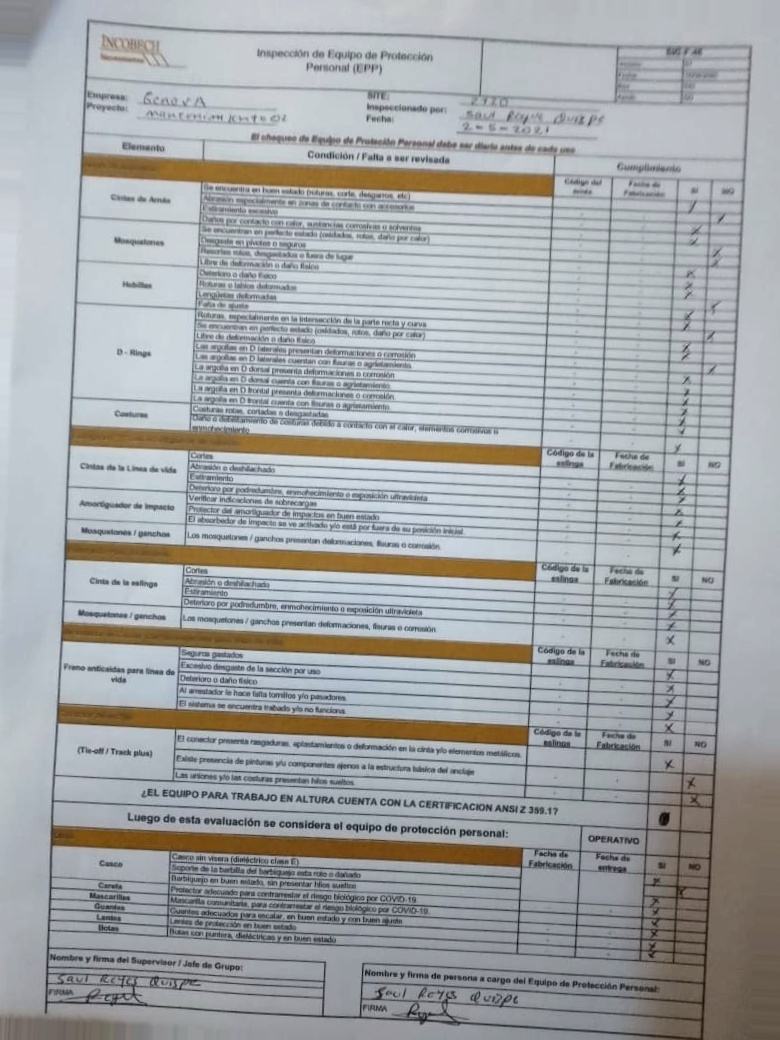 INCOBECH
Inspección de Equipo de Protección
Personal (EPP)
Empresa: GenovA
Proyecto: mantenimiento
SITE: 2720
Inspeccionado por: Saul Reyes Quispe
Fecha: 2-5-2021
El chequeo de Equipo de Protección Personal debe ser diario antes de cada uso
Elemento Condición / Falta a ser revisada Cumplimiento
Código del Fecha de Fabricación SI NO
Cintas de Arnés
Se encuentra en buen estado (roturas, corte, desgarros, etc) X
Abrasión especialmente en zonas de contacto con accesorios
Estiramiento excesivo
Daños por contacto con calor, sustancias corrosivas o solventes
Mosquetones
Se encuentran en perfecto estado (oxidados, rotos, daño por calor)
Desgaste en pivotes o seguros
Resortes rotos, desgastados o fuera de lugar
Libre de deformación o daño físico
Hebillas
Deterioro o daño físico
Roturas o labios deformados
Lengüetas deformadas
Falta de ajuste
D - Rings
Roturas, especialmente en la intersección de la parte recta y curva
Se encuentran en perfecto estado (oxidados, rotos, daño por calor)
Libre de deformación o daño físico
Las argollas en D laterales presentan deformaciones o corrosión
Las argollas en D laterales cuentan con fisuras o agrietamiento
La argolla en D dorsal presenta deformaciones o corrosión
La argolla en D dorsal cuenta con fisuras o agrietamiento
La argolla en D frontal presenta deformaciones o corrosión
La argolla en D frontal cuenta con fisuras o agrietamiento
Costuras
Costuras rotas, cortadas o desgastadas
Daño o debilitamiento de costuras debido a contacto con el calor, elementos corrosivos o
enmohecimiento
Código de la eslinga Fecha de Fabricación SI NO
Cintas de la Línea de vida
Cortes
Abrasión o deshilachado
Estiramiento
Deterioro por podredumbre, enmohecimiento o exposición ultravioleta
Amortiguador de impacto
Verificar indicaciones de sobrecargas
Protector del amortiguador de impactos en buen estado
El absorbedor de impacto se ve activado y/o está por fuera de su posición inicial.
Mosquetones / ganchos Los mosquetones / ganchos presentan deformaciones, fisuras o corrosión.
Código de la eslinga Fecha de Fabricación SI NO
Cinta de la eslinga
Cortes
Abrasión o deshilachado
Estiramiento
Deterioro por podredumbre, enmohecimiento o exposición ultravioleta
Mosquetones / ganchos Los mosquetones / ganchos presentan deformaciones, fisuras o corrosión X
Código de la eslinga Fecha de Fabricación SI NO
Freno anticaídas para línea de vida
Seguros gastados
Excesivo desgaste de la sección por uso
Deterioro o daño físico
Al arrestador le hace falta tornillos y/o pasadores
El sistema se encuentra trabado y/o no funciona
Código de la eslinga Fecha de Fabricación SI NO
(Tie-off / Track plus)
El conector presenta rasgaduras, aplastamientos o deformación en la cinta y/o elementos metálicos. X
Existe presencia de pinturas y/u componentes ajenos a la estructura básica del anclaje X
Las uniones y/o las costuras presentan hilos sueltos. X
¿EL EQUIPO PARA TRABAJO EN ALTURA CUENTA CON LA CERTIFICACION ANSI Z 359.1?
Luego de esta evaluación se considera el equipo de protección personal: OPERATIVO
Fecha de Fabricación Fecha de entrega SI NO
Casco
Casco sin visera (dieléctrico clase E)
Soporte de la barbilla del barbiquejo esta roto o dañado
Barbiquejo en buen estado, sin presentar hilos sueltos
Careta Protector adecuado para contrarrestar el riesgo biológico por COVID-19.
Mascarillas Mascarilla comunitaria, para contrarrestar el riesgo biológico por COVID-19.
Guantes Guantes adecuados para escalar, en buen estado y con buen ajuste
Lentes Lentes de protección en buen estado
Botas Botas con puntera, dieléctricas y en buen estado
Nombre y firma del Supervisor / Jefe de Grupo:
Saul Reyes Quispe
FIRMA
Nombre y firma de persona a cargo del Equipo de Protección Personal:
Saul Reyes Quispe
FIRMA